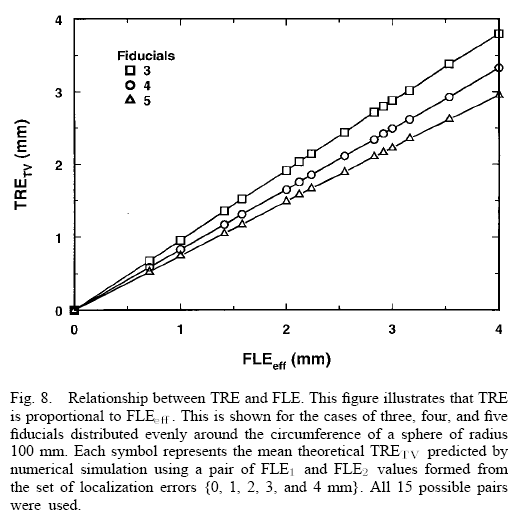 4
Fiducials
3
3
4
5
TRE_TV (mm)
2
1
0
0
1
2
3
4
FLE_eff (mm)
Fig. 8. Relationship between TRE and FLE. This figure illustrates that TRE
is proportional to FLE_eff. This is shown for the cases of three, four, and five
fiducials distributed evenly around the circumference of a sphere of radius
100 mm. Each symbol represents the mean theoretical TRE_TV predicted by
numerical simulation using a pair of FLE_1 and FLE_2 values formed from
the set of localization errors {0, 1, 2, 3, and 4 mm}. All 15 possible pairs
were used.